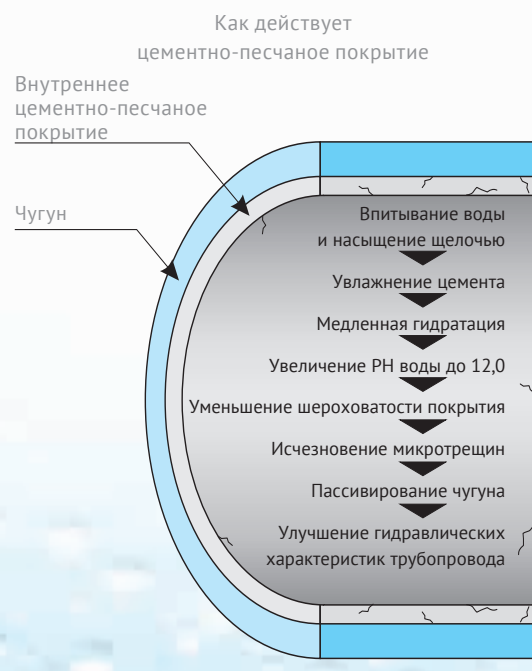 Как действует
цементно-песчаное покрытие
Внутреннее
цементно-песчаное
покрытие
Чугун
Впитывание воды
и насыщение щелочью
Увлажнение цемента
Медленная гидратация
Увеличение РН воды до 12,0
Уменьшение шероховатости покрытия
Исчезновение микротрещин
Пассивирование чугуна
Улучшение гидравлических
характеристик трубопровода